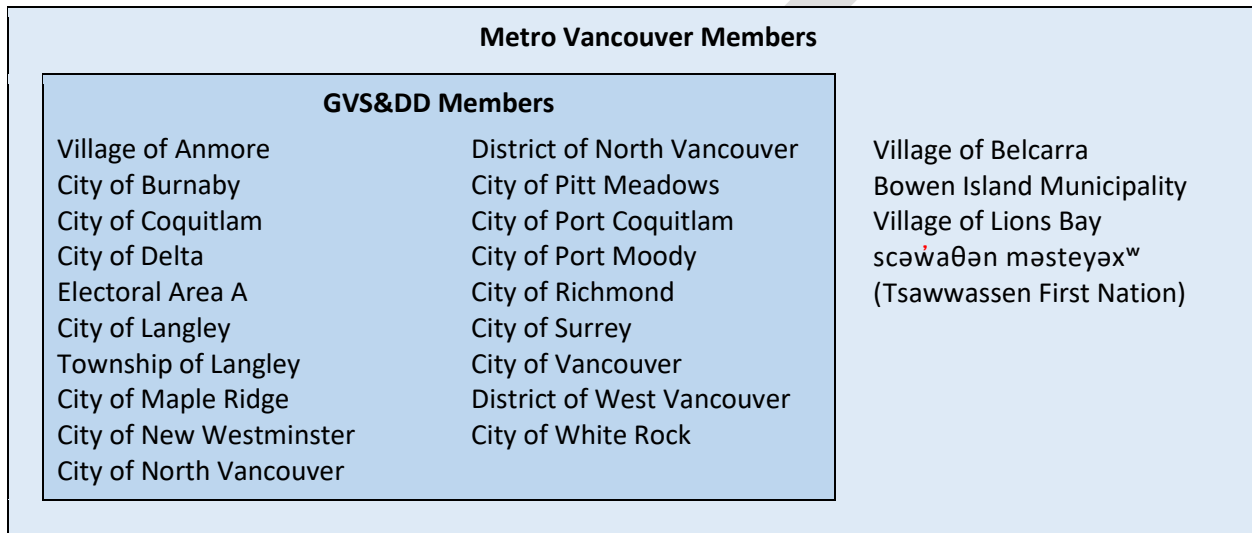 Metro Vancouver Members
GVS&DD Members
Village of Anmore
City of Burnaby
City of Coquitlam
City of Delta
Electoral Area A
City of Langley
Township of Langley
City of Maple Ridge
City of New Westminster
City of North Vancouver
District of North Vancouver
City of Pitt Meadows
City of Port Coquitlam
City of Port Moody
City of Richmond
City of Surrey
City of Vancouver
District of West Vancouver
City of White Rock
Village of Belcarra
Bowen Island Municipality
Village of Lions Bay
scəw̓aθən məsteyəxʷ
(Tsawwassen First Nation)